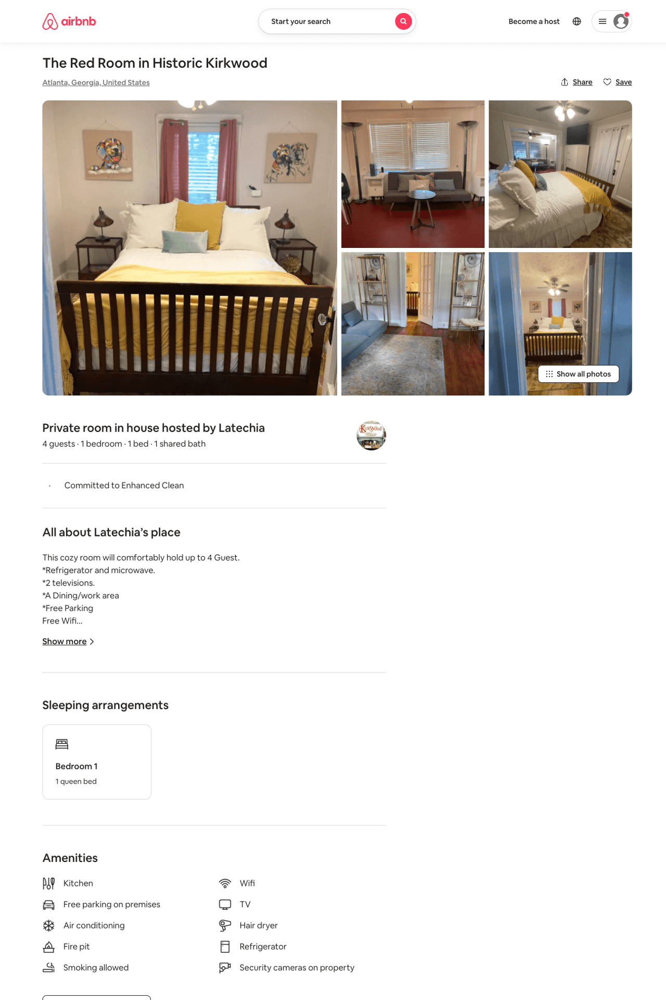 airbnb
Start your search
Become a host
The Red Room in Historic Kirkwood
Atlanta, Georgia, United States
Share
Save
Show all photos
Private room in house hosted by Latechia
4 guests · 1 bedroom · 1 bed · 1 shared bath
KirkWood
· Committed to Enhanced Clean
All about Latechia’s place
This cozy room will comfortably hold up to 4 Guest.
*Refrigerator and microwave.
*2 televisions.
*A Dining/work area
*Free Parking
Free Wifi...
Show more
Sleeping arrangements
Bedroom 1
1 queen bed
Amenities
Kitchen
Wifi
Free parking on premises
TV
Air conditioning
Hair dryer
Fire pit
Refrigerator
Smoking allowed
Security cameras on property